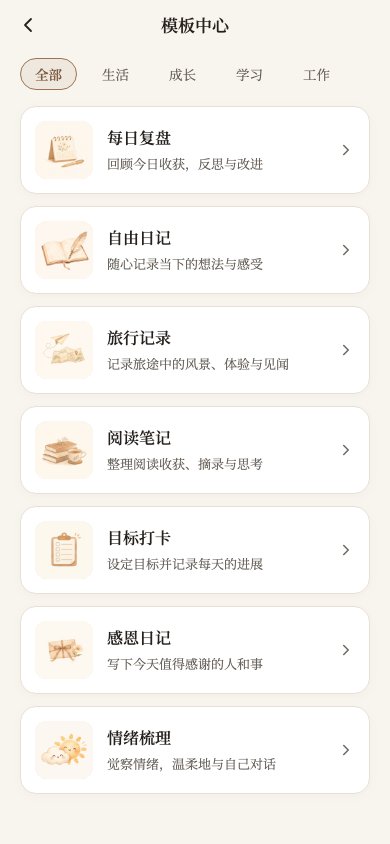 模板中心
全部
生活
成长
学习
工作
每日复盘
回顾今日收获，反思与改进
自由日记
随心记录当下的想法与感受
旅行记录
记录旅途中的风景、体验与见闻
阅读笔记
整理阅读收获、摘录与思考
目标打卡
设定目标并记录每天的进展
感恩日记
写下今天值得感谢的人和事
情绪梳理
觉察情绪，温柔地与自己对话